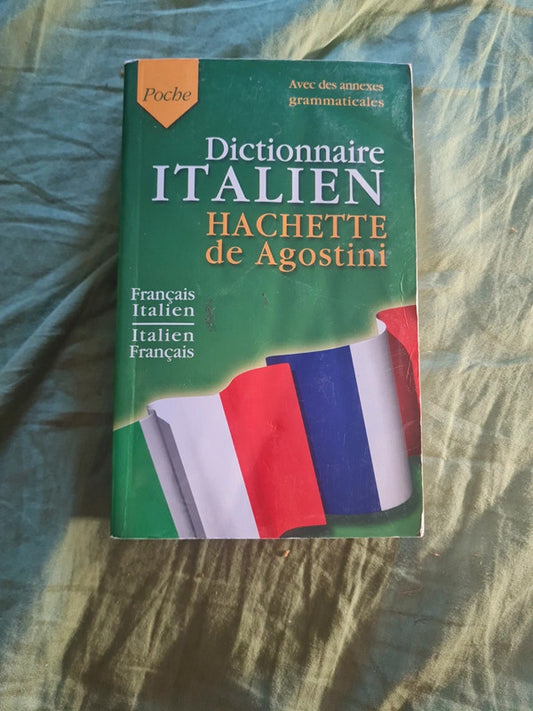 Poche
Avec des annexes
grammaticales
Dictionnaire
ITALIEN
HACHETTE
de Agostini
Français
Italien
Italien
Français